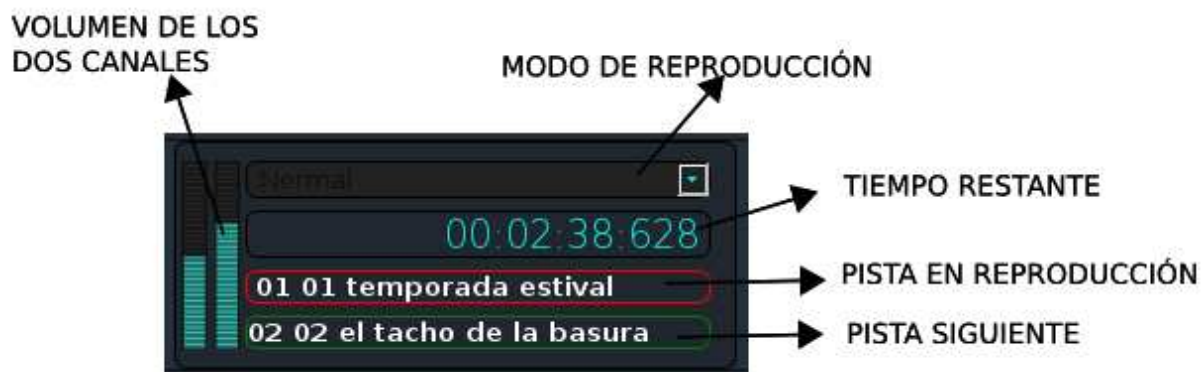 VOLUMEN DE LOS
DOS CANALES
MODO DE REPRODUCCIÓN
Normal
TIEMPO RESTANTE
00:02:38:628
PISTA EN REPRODUCCIÓN
01 01 temporada estival
02 02 el tacho de la basura
PISTA SIGUIENTE